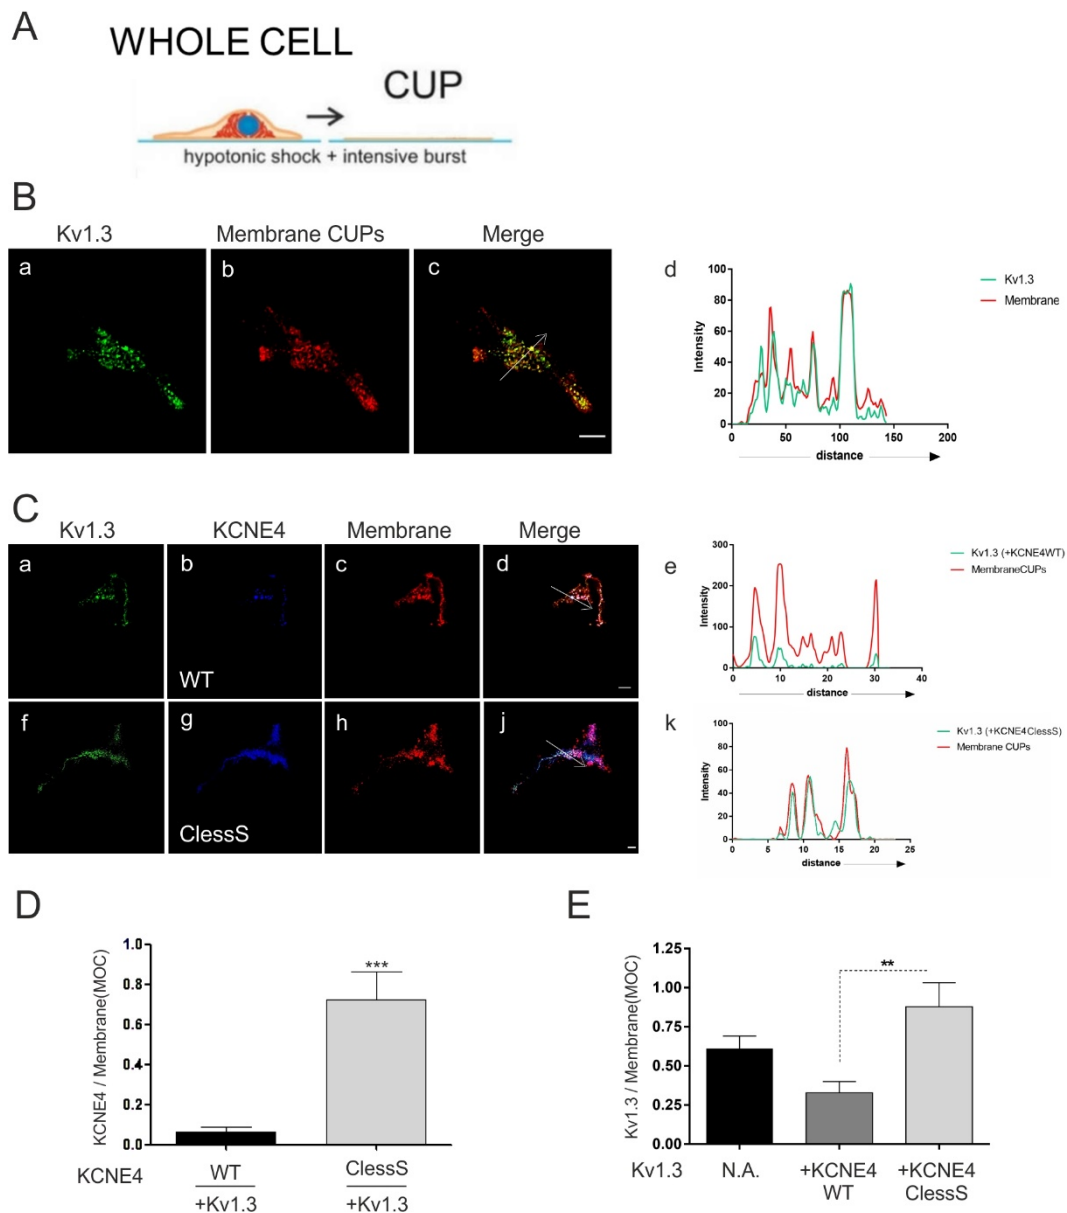 A
WHOLE CELL
CUP
hypotonic shock + intensive burst
B
Kv1.3 Membrane CUPs Merge
a b c
d
100
80
60
40
20
0
Intensity
0 50 100 150 200
distance
Kv1.3
Membrane
C
Kv1.3 KCNE4 Membrane Merge
a b c d
WT
e
300
200
100
0
Intensity
0 10 20 30 40
distance
Kv1.3 (+KCNE4WT)
MembraneCUPs
f g h j
ClessS
k
100
80
60
40
20
0
Intensity
0 5 10 15 20 25
distance
Kv1.3 (+KCNE4ClessS)
Membrane CUPs
D
KCNE4 / Membrane(MOC)
1.0
0.8
0.6
0.4
0.2
0.0
***
KCNE4 WT ClessS
+Kv1.3 +Kv1.3
E
Kv1.3 / Membrane(MOC)
1.25
1.00
0.75
0.50
0.25
0.00
**
Kv1.3 N.A. +KCNE4 +KCNE4
WT ClessS